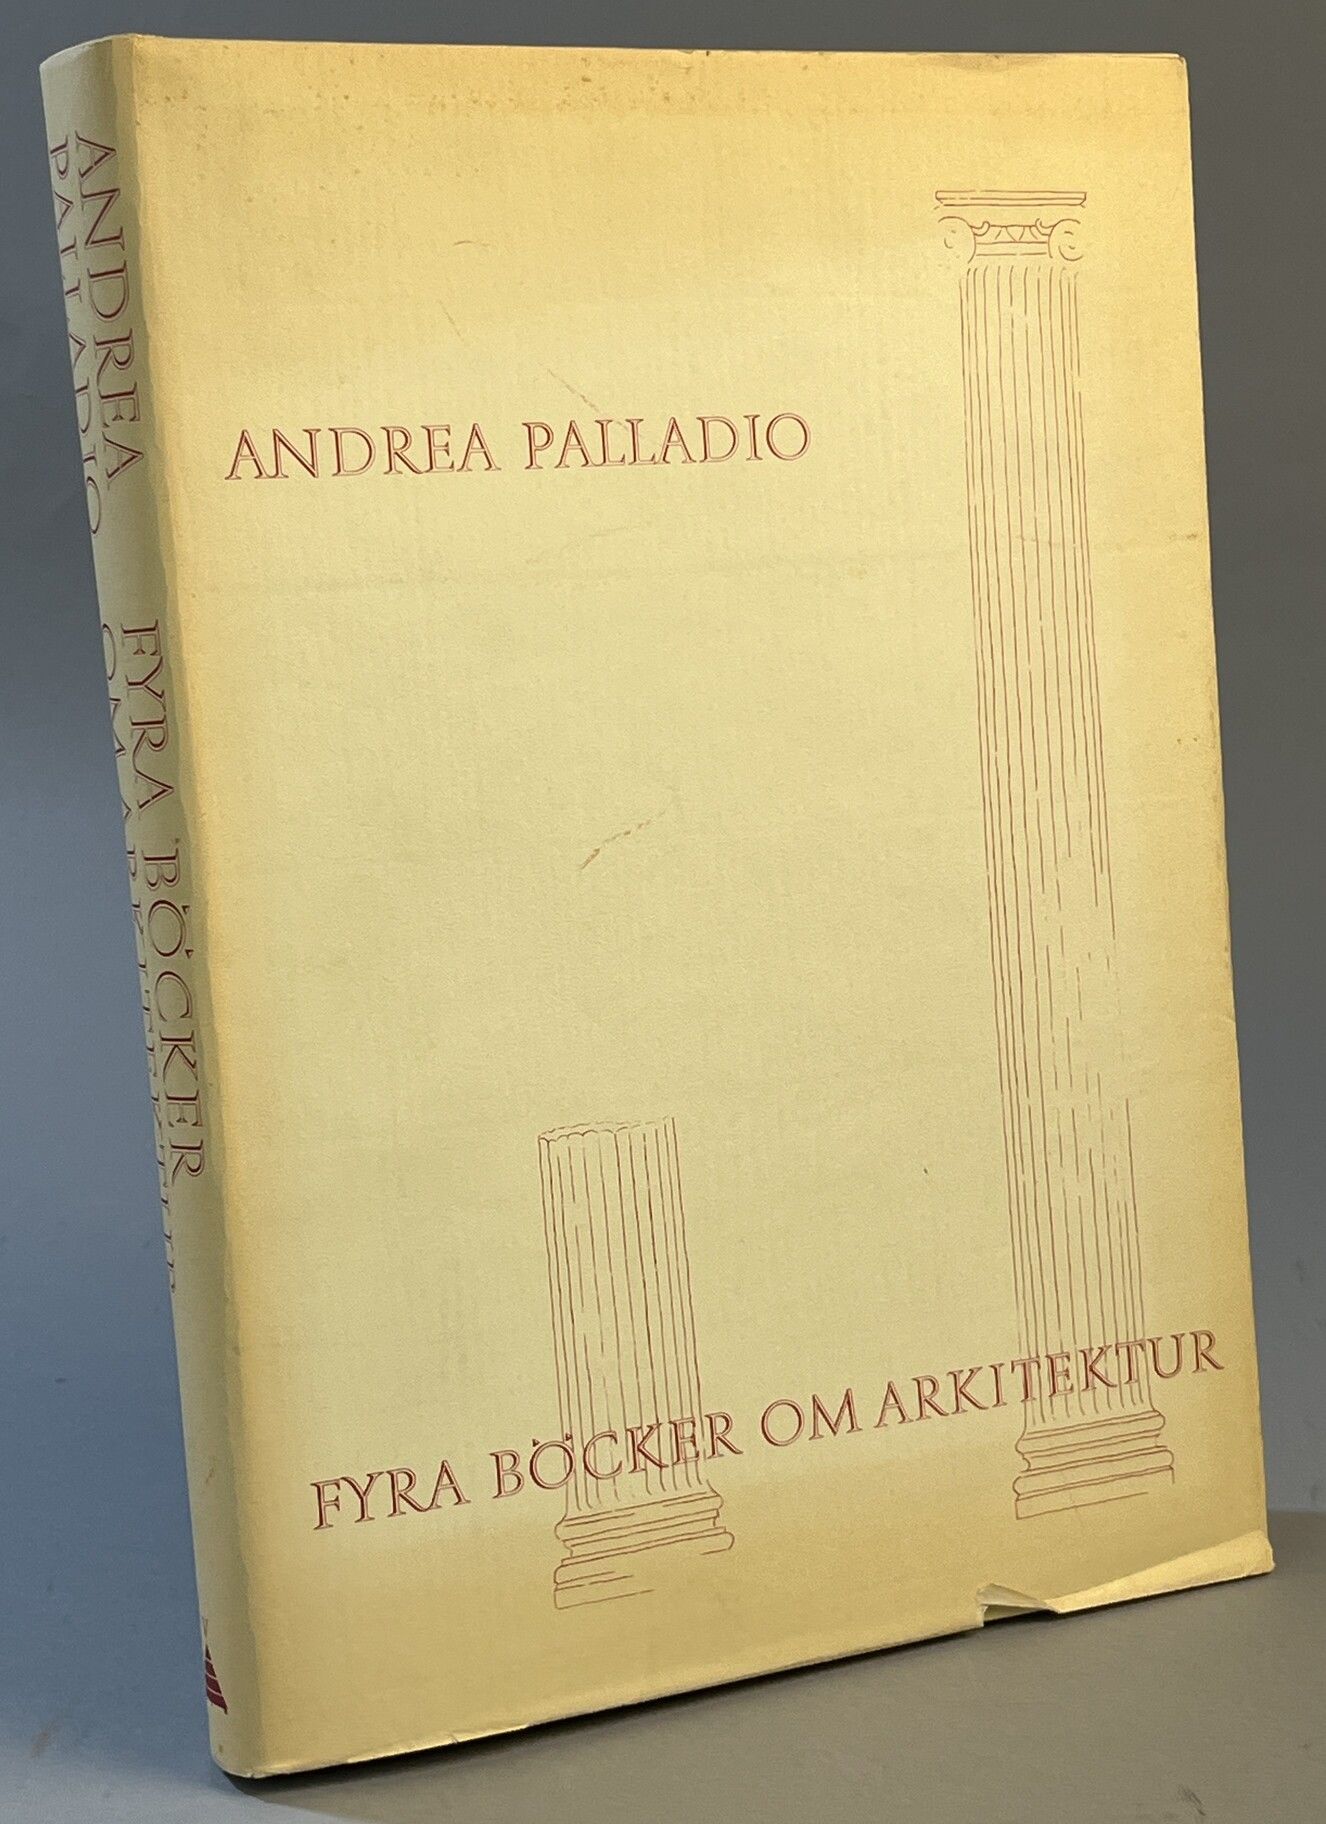 ANDREA
PALLADIO
FYRA BÖCKER
OM ARKITEKTUR
ANDREA PALLADIO
FYRA BÖCKER OM ARKITEKTUR